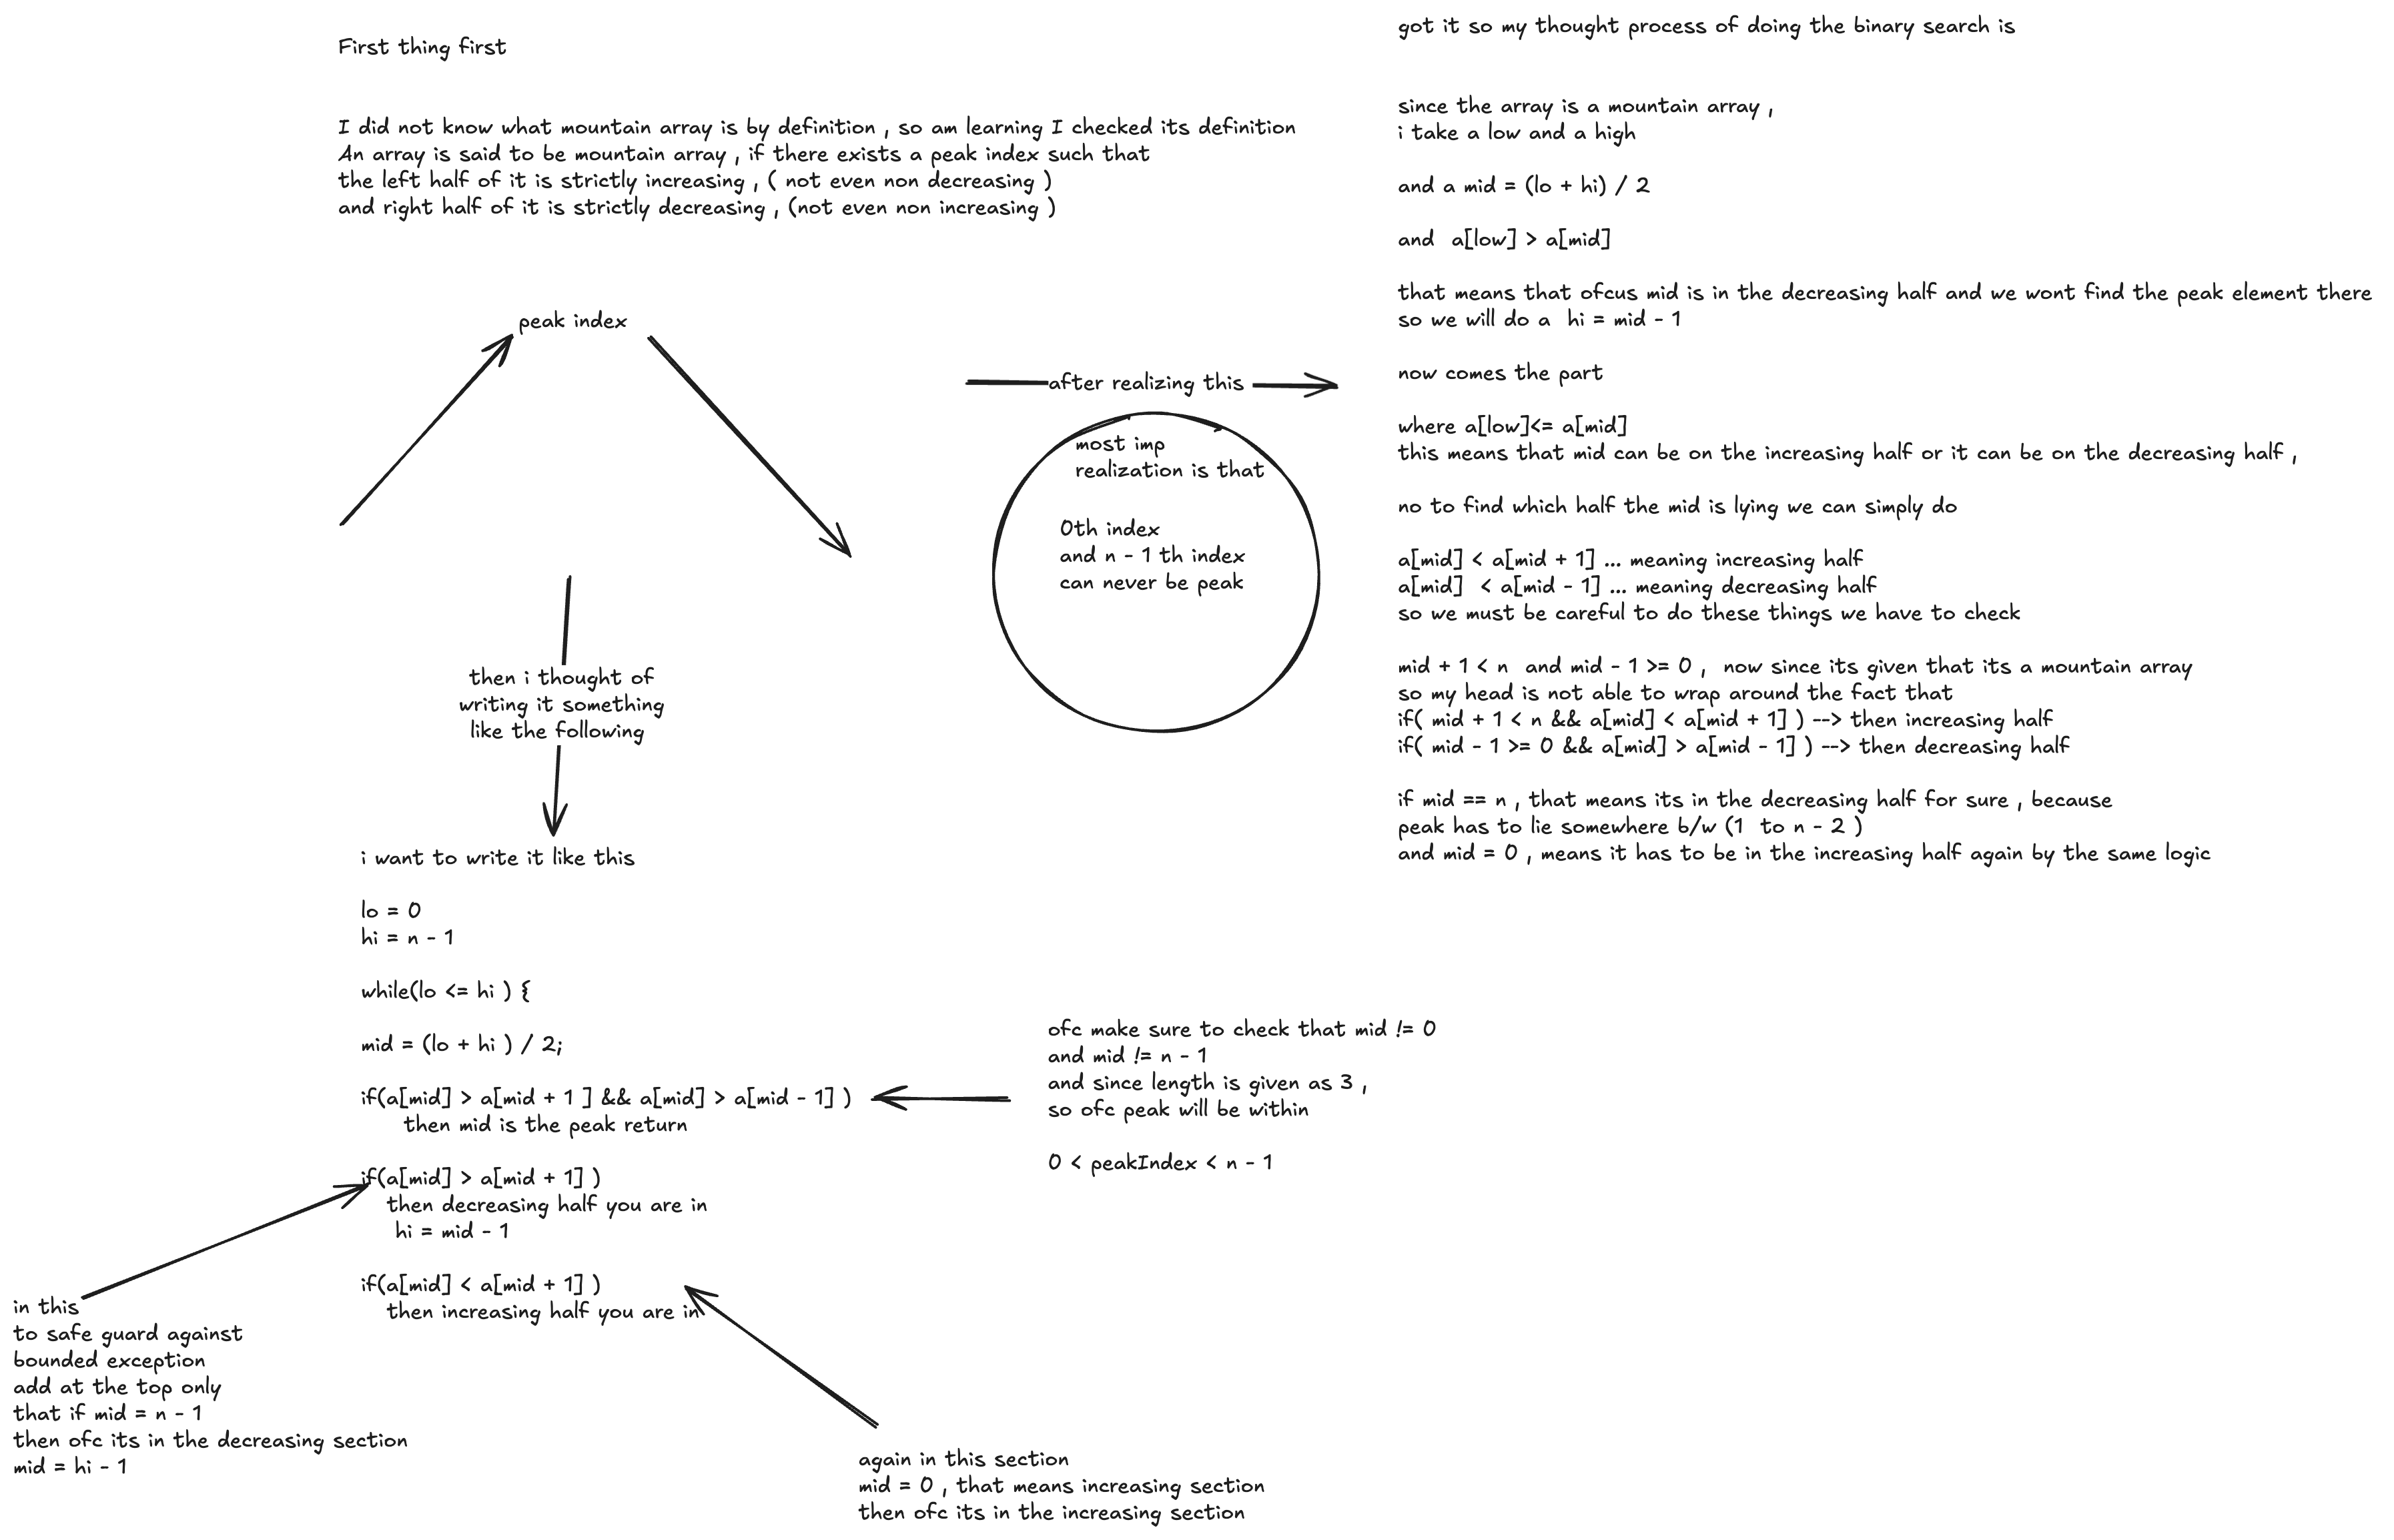 First thing first
I did not know what mountain array is by definition , so am learning I checked its definition
An array is said to be mountain array , if there exists a peak index such that
the left half of it is strictly increasing , ( not even non decreasing )
and right half of it is strictly decreasing , (not even non increasing )
peak index
after realizing this
most imp
realization is that
0th index
and n - 1 th index
can never be peak
then i thought of
writing it something
like the following
i want to write it like this
lo = 0
hi = n - 1
while(lo <= hi ) {
mid = (lo + hi ) / 2;
if(a[mid] > a[mid + 1 ] && a[mid] > a[mid - 1] )
then mid is the peak return
if(a[mid] > a[mid + 1] )
then decreasing half you are in
hi = mid - 1
if(a[mid] < a[mid + 1] )
then increasing half you are in
ofc make sure to check that mid != 0
and mid != n - 1
and since length is given as 3 ,
so ofc peak will be within
0 < peakIndex < n - 1
in this
to safe guard against
bounded exception
add at the top only
that if mid = n - 1
then ofc its in the decreasing section
mid = hi - 1
again in this section
mid = 0 , that means increasing section
then ofc its in the increasing section
got it so my thought process of doing the binary search is
since the array is a mountain array ,
i take a low and a high
and a mid = (lo + hi) / 2
and a[low] > a[mid]
that means that ofcus mid is in the decreasing half and we wont find the peak element there
so we will do a hi = mid - 1
now comes the part
where a[low]<= a[mid]
this means that mid can be on the increasing half or it can be on the decreasing half ,
no to find which half the mid is lying we can simply do
a[mid] < a[mid + 1] ... meaning increasing half
a[mid] < a[mid - 1] ... meaning decreasing half
so we must be careful to do these things we have to check
mid + 1 < n and mid - 1 >= 0 , now since its given that its a mountain array
so my head is not able to wrap around the fact that
if( mid + 1 < n && a[mid] < a[mid + 1] ) --> then increasing half
if( mid - 1 >= 0 && a[mid] > a[mid - 1] ) --> then decreasing half
if mid == n , that means its in the decreasing half for sure , because
peak has to lie somewhere b/w (1 to n - 2 )
and mid = 0 , means it has to be in the increasing half again by the same logic